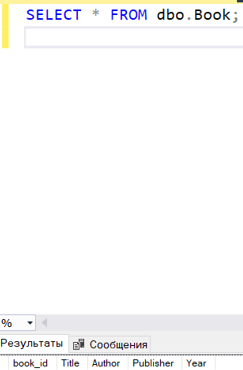 SELECT * FROM dbo.Book;
%
Результаты Сообщения
book_id Title Author Publisher Year